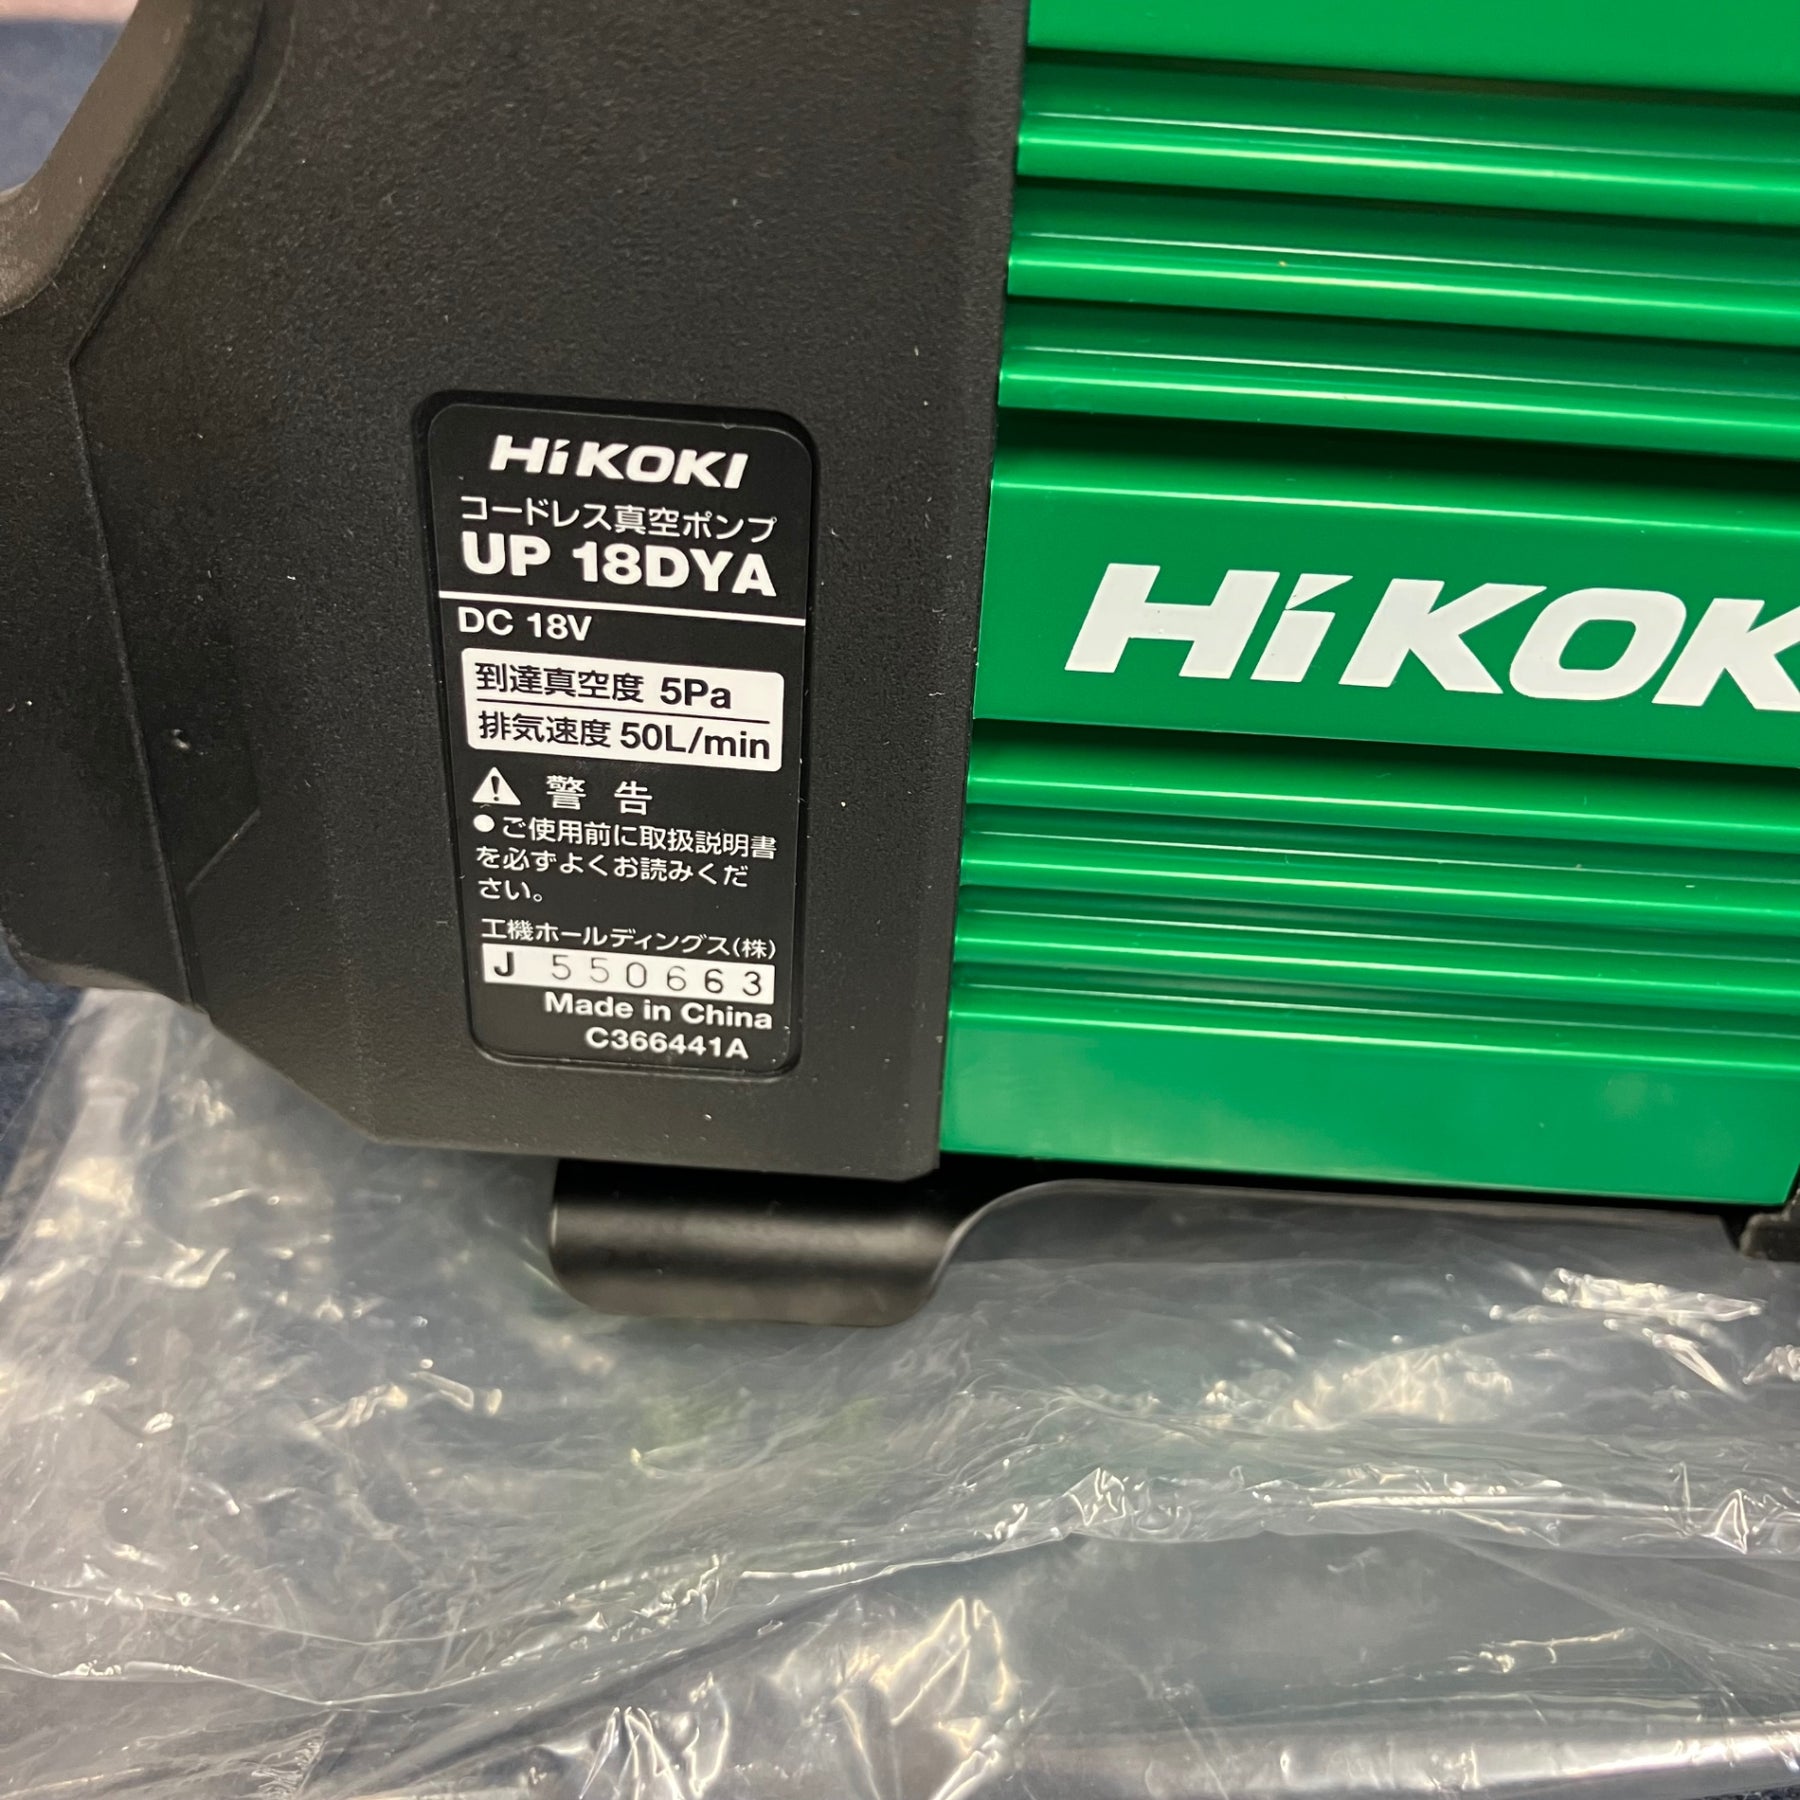 HiKOKI
コードレス真空ポンプ
UP 18DYA
DC 18V
到達真空度 5Pa
排気速度 50L/min
警 告
●ご使用前に取扱説明書
を必ずよくお読みくだ
さい。
工機ホールディングス(株)
J 550663
Made in China
C366441A
HiKOK